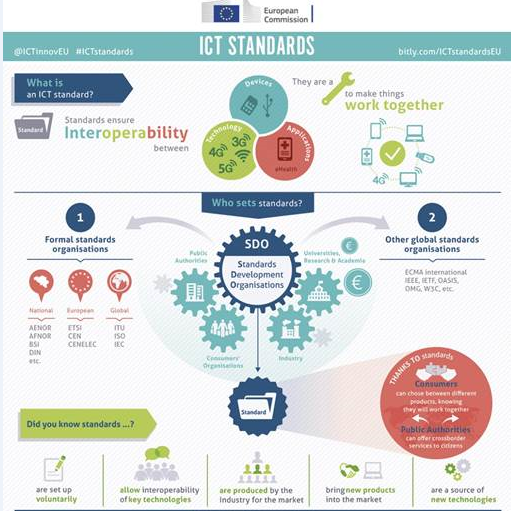 European
Commission
@ICTinnovEU #ICTstandards
ICT STANDARDS
bitly.com/ICTstandardsEU
What is
an ICT standard?
Standard
Standards ensure
Interoperability
between
Devices
Technology
4G 3G
5G
Applications
eHealth
They are a
to make things
work together
4G
Who sets standards?
1
Formal standards
organisations
National
AENOR
AFNOR
BSI
DIN
etc.
European
ETSI
CEN
CENELEC
Global
ITU
ISO
IEC
SDO
Standards
Development
Organisations
Public
Authorities
Universities,
Research & Academia
Consumers'
Organisations
Industry
2
Other global standards
organisations
ECMA international
IEEE, IETF, OASIS,
OMG, W3C, etc.
Standard
THANKS TO standards
Consumers
can chose between different
products, knowing
they will work together
Public Authorities
can offer crossborder
services to citizens
Did you know standards ...?
are set up
voluntarily
allow interoperability
of key technologies
are produced by the
Industry for the market
bring new products
into the market
are a source of
new technologies